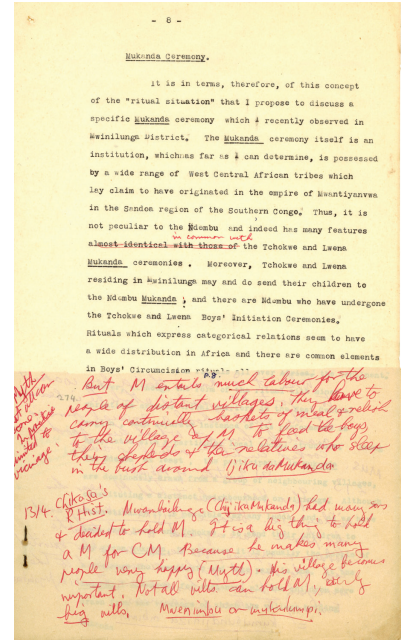 - 8 -
Mukanda Ceremony.
It is in terms, therefore, of this concept
of the "ritual situation" that I propose to discuss a
specific Mukanda ceremony which I recently observed in
Mwinilunga District. The Mukanda ceremony itself is an
institution, which as far as I can determine, is possessed
by a wide range of West Central African tribes which
lay claim to have originated in the empire of Mwantiyanvwa
in the Sandoa region of the Southern Congo. Thus, it is
not peculiar to the Ndembu and indeed has many features
in common with
almost identical with those of the Tchokwe and Lwena
Mukanda ceremonies. Moreover, Tchokwe and Lwena
residing in Mwinilunga may and do send their children to
the Ndembu Mukanda, and there are Ndembu who have undergone
the Tchokwe and Lwena Boys' Initiation Ceremonies.
Rituals which express categorical relations seem to have
a wide distribution in Africa and there are common elements
in Boys' Circumcision rituals all
P.9.
274.
But M entails much labour for the
people of distant villages. They have to
carry continually baskets of meal & relish
to the village of M to feed the boys,
their shepherds & the relatives who sleep
in the bush around Ijika daMukanda
13/4. Chikasa's
R Hist. Mwanbailunga (Chijika Mukanda) had many sons
& decided to hold M. It is a big thing to hold
a M for CM. Because he makes many
people very happy (Myth). His village becomes
important. Not all vills. can hold M, only
big vills. Mwenimbu or mukadumpi.